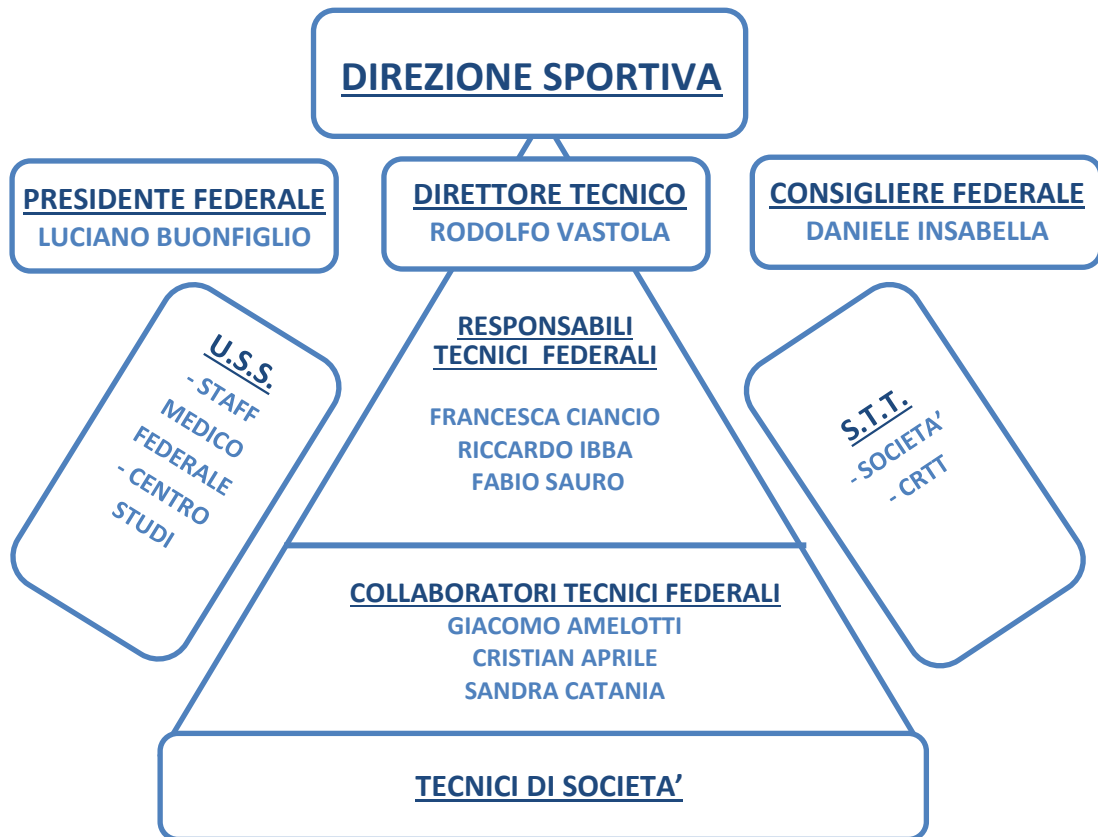 DIREZIONE SPORTIVA
PRESIDENTE FEDERALE
LUCIANO BUONFIGLIO
DIRETTORE TECNICO
RODOLFO VASTOLA
CONSIGLIERE FEDERALE
DANIELE INSABELLA
U.S.S.
- STAFF
MEDICO
FEDERALE
- CENTRO
STUDI
RESPONSABILI
TECNICI FEDERALI
FRANCESCA CIANCIO
RICCARDO IBBA
FABIO SAURO
S.T.T.
- SOCIETA’
- CRTT
COLLABORATORI TECNICI FEDERALI
GIACOMO AMELOTTI
CRISTIAN APRILE
SANDRA CATANIA
TECNICI DI SOCIETA’